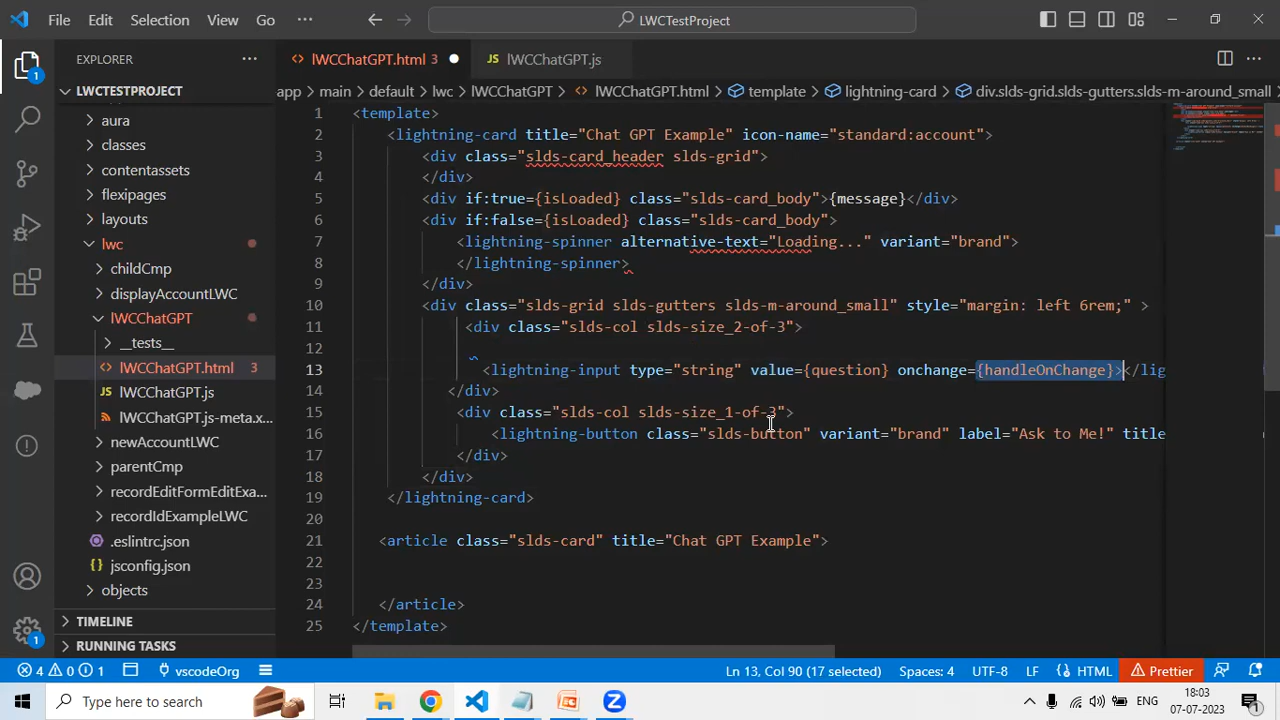 File Edit Selection View Go ··· LWCTestProject
EXPLORER ···
lWCChatGPT.html 3 JS lWCChatGPT.js
LWCTESTPROJECT
app > main > default > lwc > lWCChatGPT > lWCChatGPT.html > template > lightning-card > div.slds-grid.slds-gutters.slds-m-around_small
aura
classes
contentassets
flexipages
layouts
lwc
childCmp
displayAccountLWC
lWCChatGPT
__tests__
lWCChatGPT.html 3
JS lWCChatGPT.js
lWCChatGPT.js-meta.x...
newAccountLWC
parentCmp
recordEditFormEditExa...
recordIdExampleLWC
.eslintrc.json
jsconfig.json
objects
TIMELINE
RUNNING TASKS
1 <template>
2 <lightning-card title="Chat GPT Example" icon-name="standard:account">
3 <div class="slds-card_header slds-grid">
4 </div>
5 <div if:true={isLoaded} class="slds-card_body">{message}</div>
6 <div if:false={isLoaded} class="slds-card_body">
7 <lightning-spinner alternative-text="Loading..." variant="brand">
8 </lightning-spinner>
9 </div>
10 <div class="slds-grid slds-gutters slds-m-around_small" style="margin: left 6rem;" >
11 <div class="slds-col slds-size_2-of-3">
12
13 <lightning-input type="string" value={question} onchange={handleOnChange}></lig
14 </div>
15 <div class="slds-col slds-size_1-of-3">
16 <lightning-button class="slds-button" variant="brand" label="Ask to Me!" title
17 </div>
18 </div>
19 </lightning-card>
20
21 <article class="slds-card" title="Chat GPT Example">
22
23
24 </article>
25 </template>
4 0 1 vscodeOrg Ln 13, Col 90 (17 selected) Spaces: 4 UTF-8 LF HTML Prettier
Type here to search ENG 18:03
07-07-2023 1